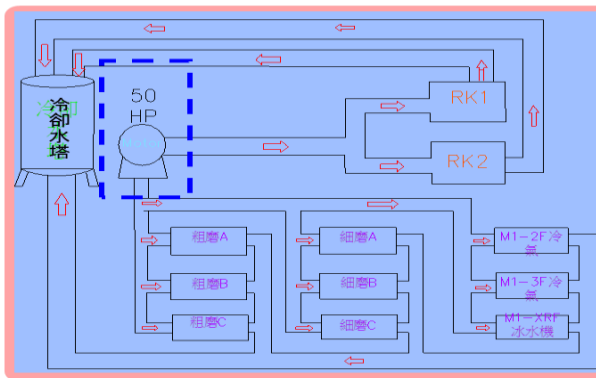 冷卻水塔
50
HP
RK1
RK2
粗磨A
細磨A
M1-2F冷
氣
粗磨B
細磨B
M1-3F冷
氣
粗磨C
細磨C
M1-XRF
冰水機